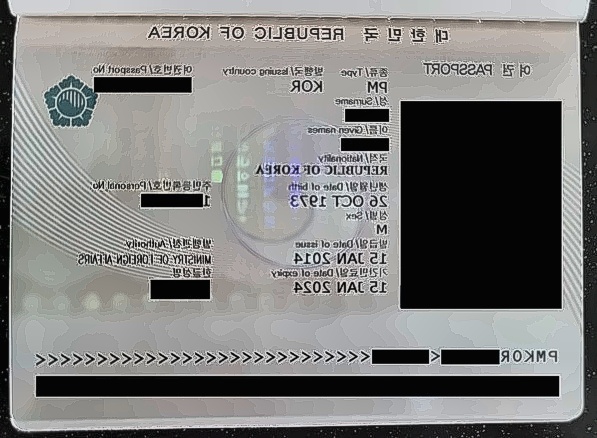 대한민국 REPUBLIC OF KOREA
여권 PASSPORT
종류/Type
PM
발행국/Issuing country
KOR
여권번호/Passport No
성/Surname
이름/Given names
국적/Nationality
REPUBLIC OF KOREA
생년월일/Date of birth
26 OCT 1973
주민등록번호/Personal No
1
성별/Sex
M
발급일/Date of issue
15 JAN 2014
발행관청/Authority
MINISTRY OF FOREIGN AFFAIRS
기간만료일/Date of expiry
15 JAN 2024
한글성명
PMKOR < <<<<<<<<<<<<<<<<<<<<<<<<<<<<<<